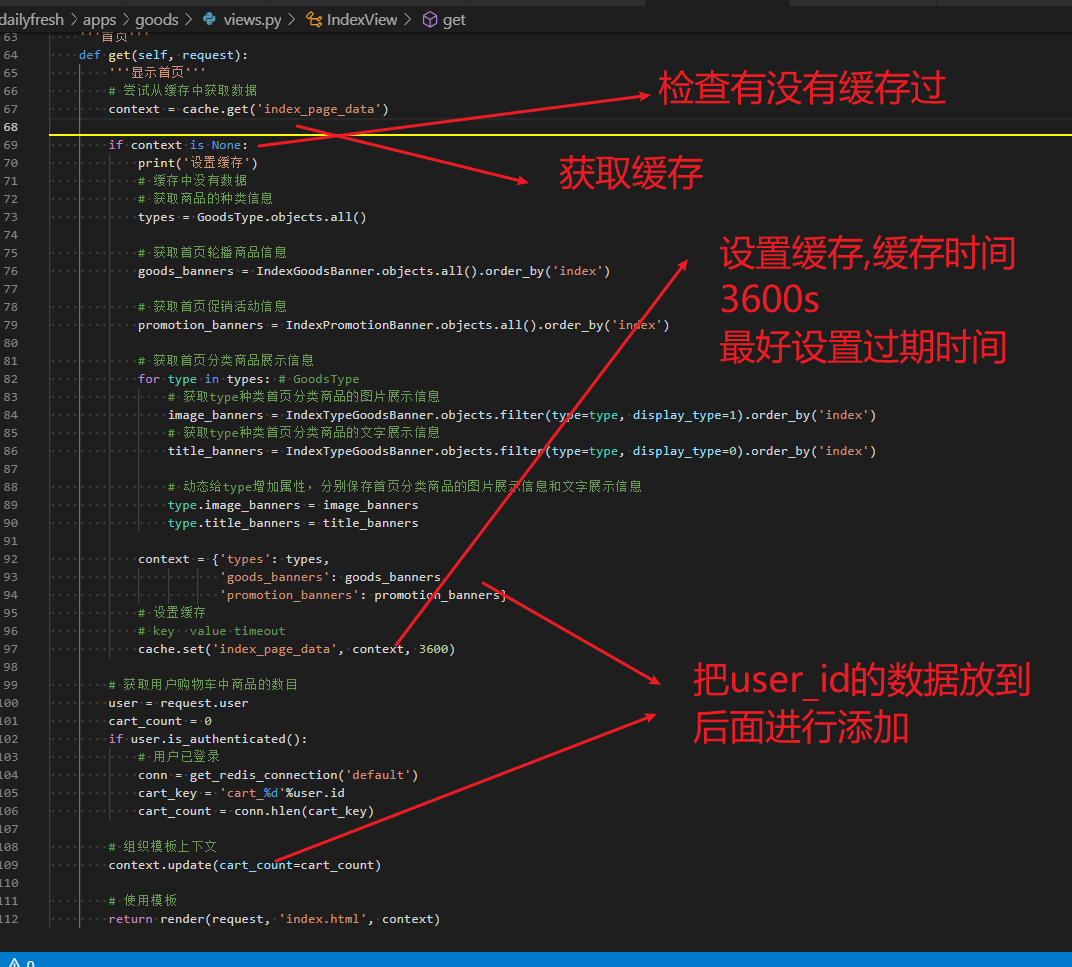 dailyfresh > apps > goods > views.py > IndexView > get
63 '''首页'''
64 def get(self, request):
65 '''显示首页'''
66 # 尝试从缓存中获取数据
67 context = cache.get('index_page_data')
检查有没有缓存过
68
69 if context is None:
70 print('设置缓存')
获取缓存
71 # 缓存中没有数据
72 # 获取商品的种类信息
73 types = GoodsType.objects.all()
74
75 # 获取首页轮播商品信息
设置缓存,缓存时间
3600s
最好设置过期时间
76 goods_banners = IndexGoodsBanner.objects.all().order_by('index')
77
78 # 获取首页促销活动信息
79 promotion_banners = IndexPromotionBanner.objects.all().order_by('index')
80
81 # 获取首页分类商品展示信息
82 for type in types: # GoodsType
83 # 获取type种类首页分类商品的图片展示信息
84 image_banners = IndexTypeGoodsBanner.objects.filter(type=type, display_type=1).order_by('index')
85 # 获取type种类首页分类商品的文字展示信息
86 title_banners = IndexTypeGoodsBanner.objects.filter(type=type, display_type=0).order_by('index')
87
88 # 动态给type增加属性，分别保存首页分类商品的图片展示信息和文字展示信息
89 type.image_banners = image_banners
90 type.title_banners = title_banners
91
92 context = {'types': types,
93 'goods_banners': goods_banners,
94 'promotion_banners': promotion_banners}
95 # 设置缓存
96 # key value timeout
97 cache.set('index_page_data', context, 3600)
98
99 # 获取用户购物车中商品的数目
把user_id的数据放到
后面进行添加
100 user = request.user
101 cart_count = 0
102 if user.is_authenticated():
103 # 用户已登录
104 conn = get_redis_connection('default')
105 cart_key = 'cart_%d'%user.id
106 cart_count = conn.hlen(cart_key)
107
108 # 组织模板上下文
109 context.update(cart_count=cart_count)
110
111 # 使用模板
112 return render(request, 'index.html', context)
0